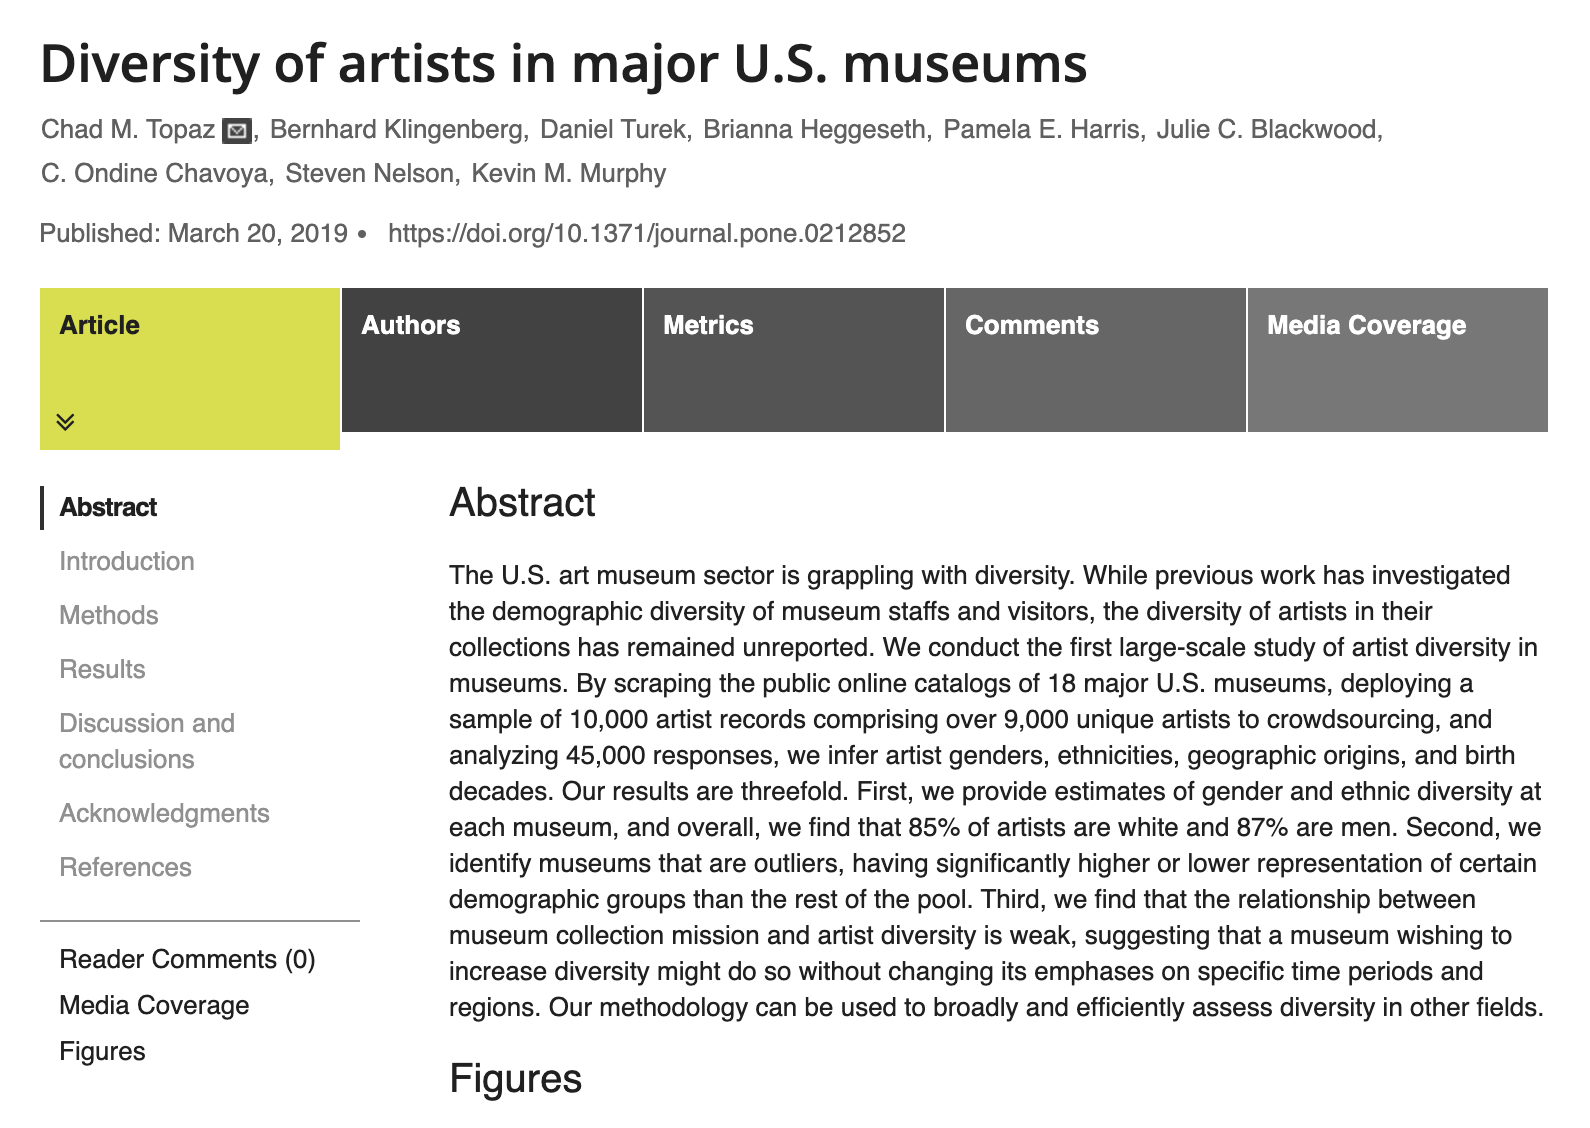 Diversity of artists in major U.S. museums
Chad M. Topaz, Bernhard Klingenberg, Daniel Turek, Brianna Heggeseth, Pamela E. Harris, Julie C. Blackwood,
C. Ondine Chavoya, Steven Nelson, Kevin M. Murphy
Published: March 20, 2019 • https://doi.org/10.1371/journal.pone.0212852
Article
Authors
Metrics
Comments
Media Coverage
Abstract
Introduction
Methods
Results
Discussion and
conclusions
Acknowledgments
References
Reader Comments (0)
Media Coverage
Figures
Abstract
The U.S. art museum sector is grappling with diversity. While previous work has investigated
the demographic diversity of museum staffs and visitors, the diversity of artists in their
collections has remained unreported. We conduct the first large-scale study of artist diversity in
museums. By scraping the public online catalogs of 18 major U.S. museums, deploying a
sample of 10,000 artist records comprising over 9,000 unique artists to crowdsourcing, and
analyzing 45,000 responses, we infer artist genders, ethnicities, geographic origins, and birth
decades. Our results are threefold. First, we provide estimates of gender and ethnic diversity at
each museum, and overall, we find that 85% of artists are white and 87% are men. Second, we
identify museums that are outliers, having significantly higher or lower representation of certain
demographic groups than the rest of the pool. Third, we find that the relationship between
museum collection mission and artist diversity is weak, suggesting that a museum wishing to
increase diversity might do so without changing its emphases on specific time periods and
regions. Our methodology can be used to broadly and efficiently assess diversity in other fields.
Figures